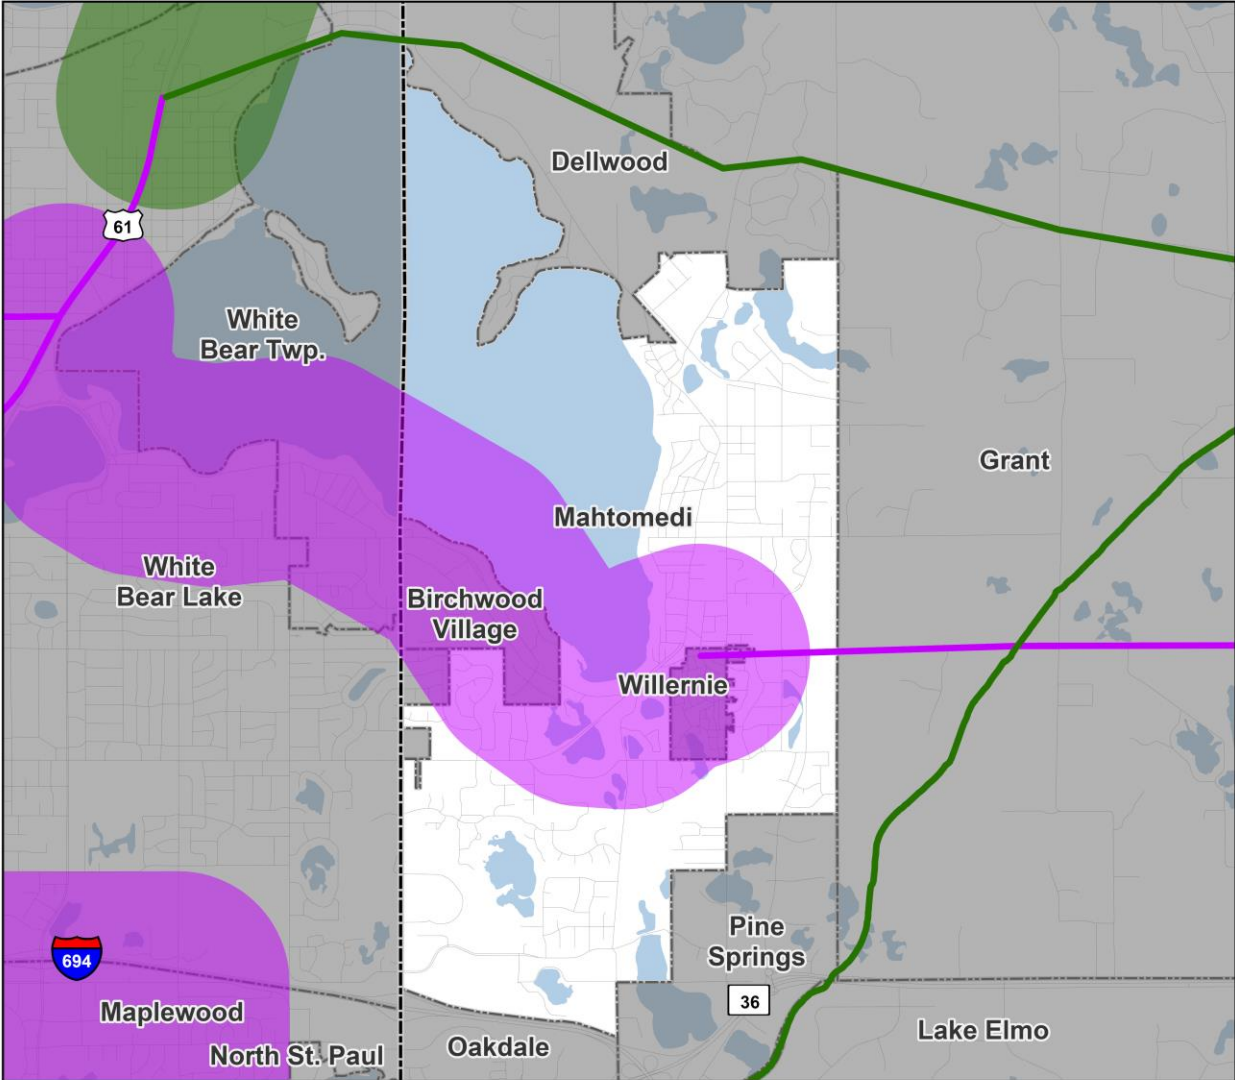 Dellwood
61
White
Bear Twp.
Grant
Mahtomedi
White
Bear Lake
Birchwood
Village
Willernie
Pine
Springs
694
36
Maplewood
Lake Elmo
North St. Paul
Oakdale